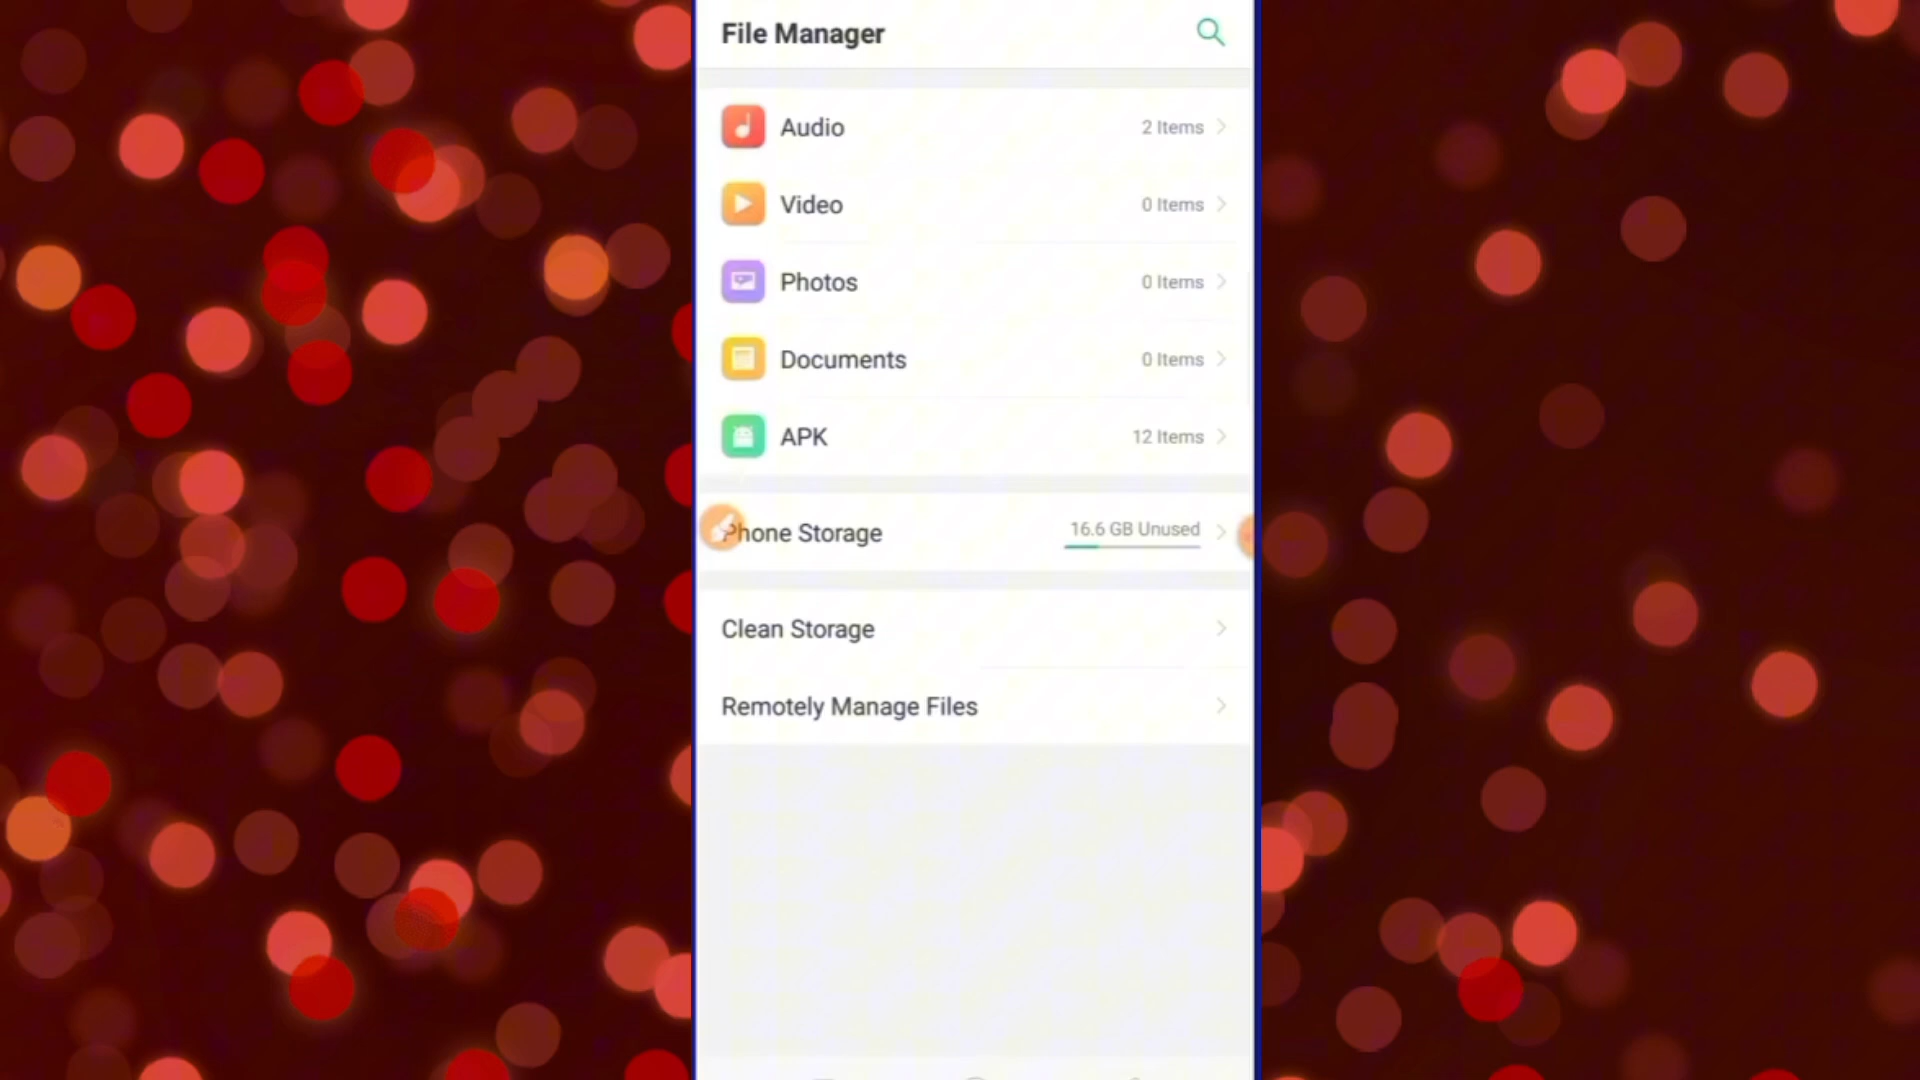 File Manager
Audio 2 Items
Video 0 Items
Photos 0 Items
Documents 0 Items
APK 12 Items
Phone Storage 16.6 GB Unused
Clean Storage
Remotely Manage Files